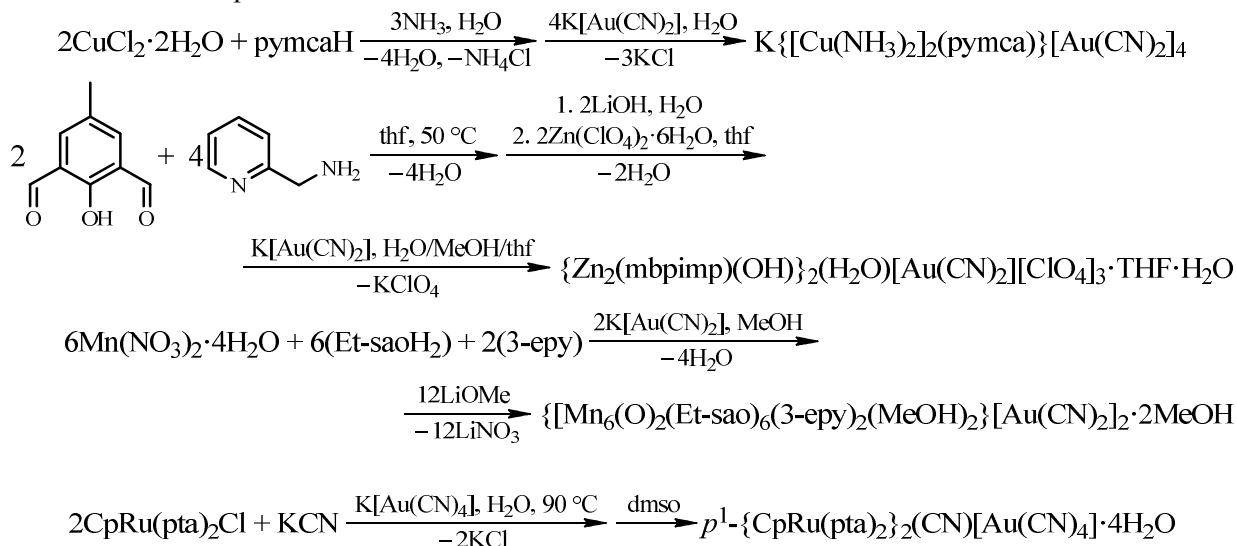 2CuCl₂·2H₂O + pymcaH 3NH₃, H₂O −4H₂O, −NH₄Cl 4K[Au(CN)₂], H₂O −3KCl K{[Cu(NH₃)₂]₂(pymca)}[Au(CN)₂]₄
2 O OH O + 4 N NH₂ thf, 50 °C −4H₂O 1. 2LiOH, H₂O 2. 2Zn(ClO₄)₂·6H₂O, thf −2H₂O
K[Au(CN)₂], H₂O/MeOH/thf −KClO₄ {Zn₂(mbpimp)(OH)}₂(H₂O)[Au(CN)₂][ClO₄]₃·THF·H₂O
6Mn(NO₃)₂·4H₂O + 6(Et-saoH₂) + 2(3-epy) 2K[Au(CN)₂], MeOH −4H₂O
12LiOMe −12LiNO₃ {[Mn₆(O)₂(Et-sao)₆(3-epy)₂(MeOH)₂}[Au(CN)₂]₂·2MeOH
2CpRu(pta)₂Cl + KCN K[Au(CN)₄], H₂O, 90 °C −2KCl dmso p¹-{CpRu(pta)₂}₂(CN)[Au(CN)₄]·4H₂O